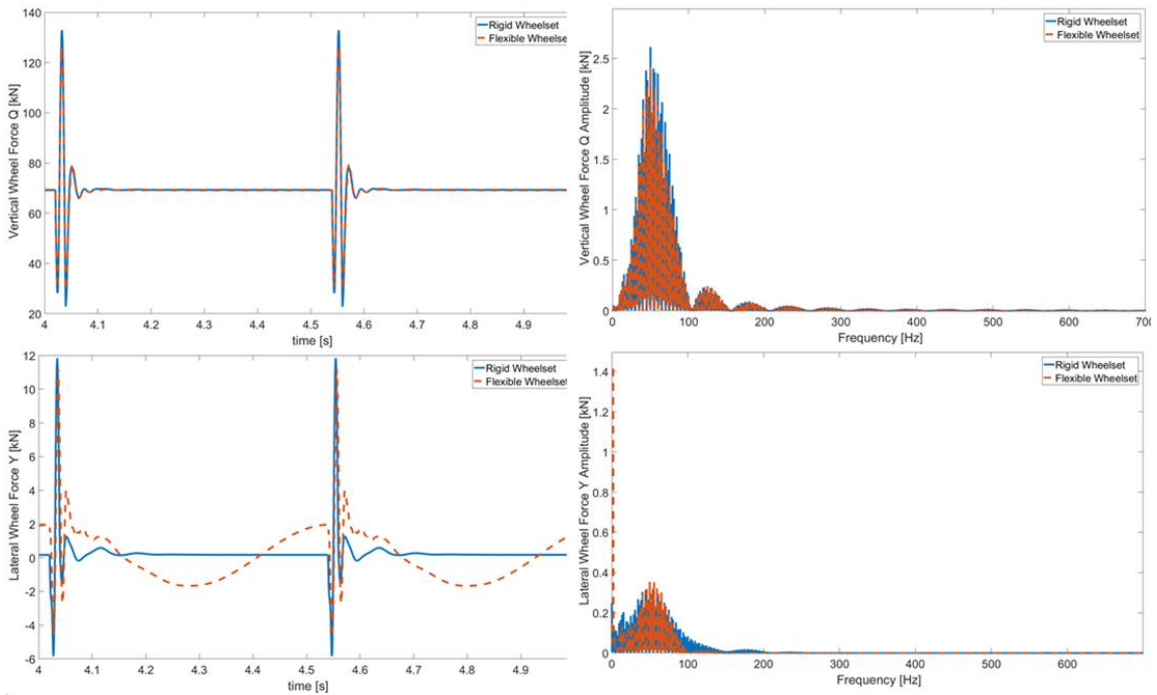 140
120
100
80
60
40
20
Vertical Wheel Force Q [kN]
Rigid Wheelset
Flexible Wheelset
4 4.1 4.2 4.3 4.4 4.5 4.6 4.7 4.8 4.9
time [s]
2.5
2
1.5
1
0.5
0
Vertical Wheel Force Q Amplitude [kN]
Rigid Wheelset
Flexible Wheelset
0 100 200 300 400 500 600 700
Frequency [Hz]
12
10
8
6
4
2
0
-2
-4
-6
Lateral Wheel Force Y [kN]
Rigid Wheelset
Flexible Wheelset
4 4.1 4.2 4.3 4.4 4.5 4.6 4.7 4.8 4.9
time [s]
1.4
1.2
1
0.8
0.6
0.4
0.2
0
Lateral Wheel Force Y Amplitude [kN]
Rigid Wheelset
Flexible Wheelset
0 100 200 300 400 500 600
Frequency [Hz]